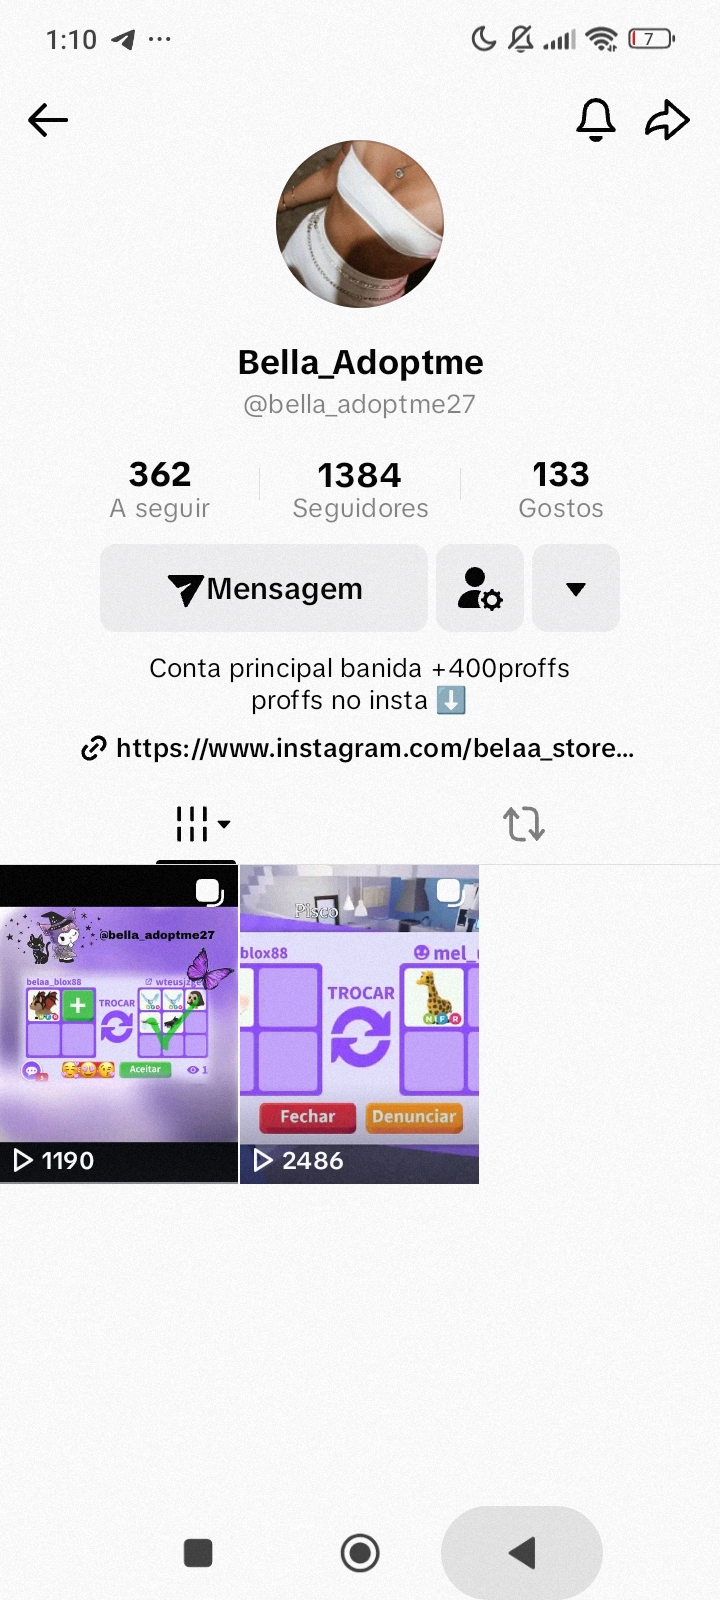 1:10
7
Bella_Adoptme
@bella_adoptme27
362 1384 133
A seguir Seguidores Gostos
Mensagem
Conta principal banida +400proffs
proffs no insta ⬇️
https://www.instagram.com/belaa_store...
@bella_adoptme27
belaa_blox88
TROCAR
Aceitar
1
1190
Pisco
blox88 mel_
TROCAR
N F R
Fechar Denunciar
2486